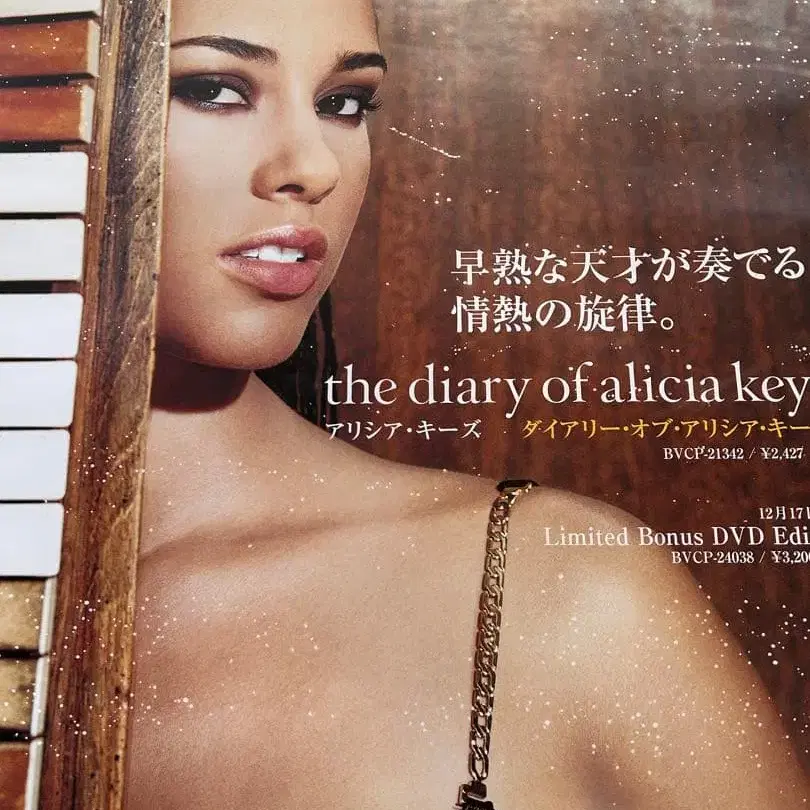 早熟な天才が奏でる
情熱の旋律。
the diary of alicia key
アリシア・キーズ ダイアリー・オブ・アリシア・キー
BVCP-21342 / ¥2,427
12月17日
Limited Bonus DVD Edi
BVCP-24038 / ¥3,200